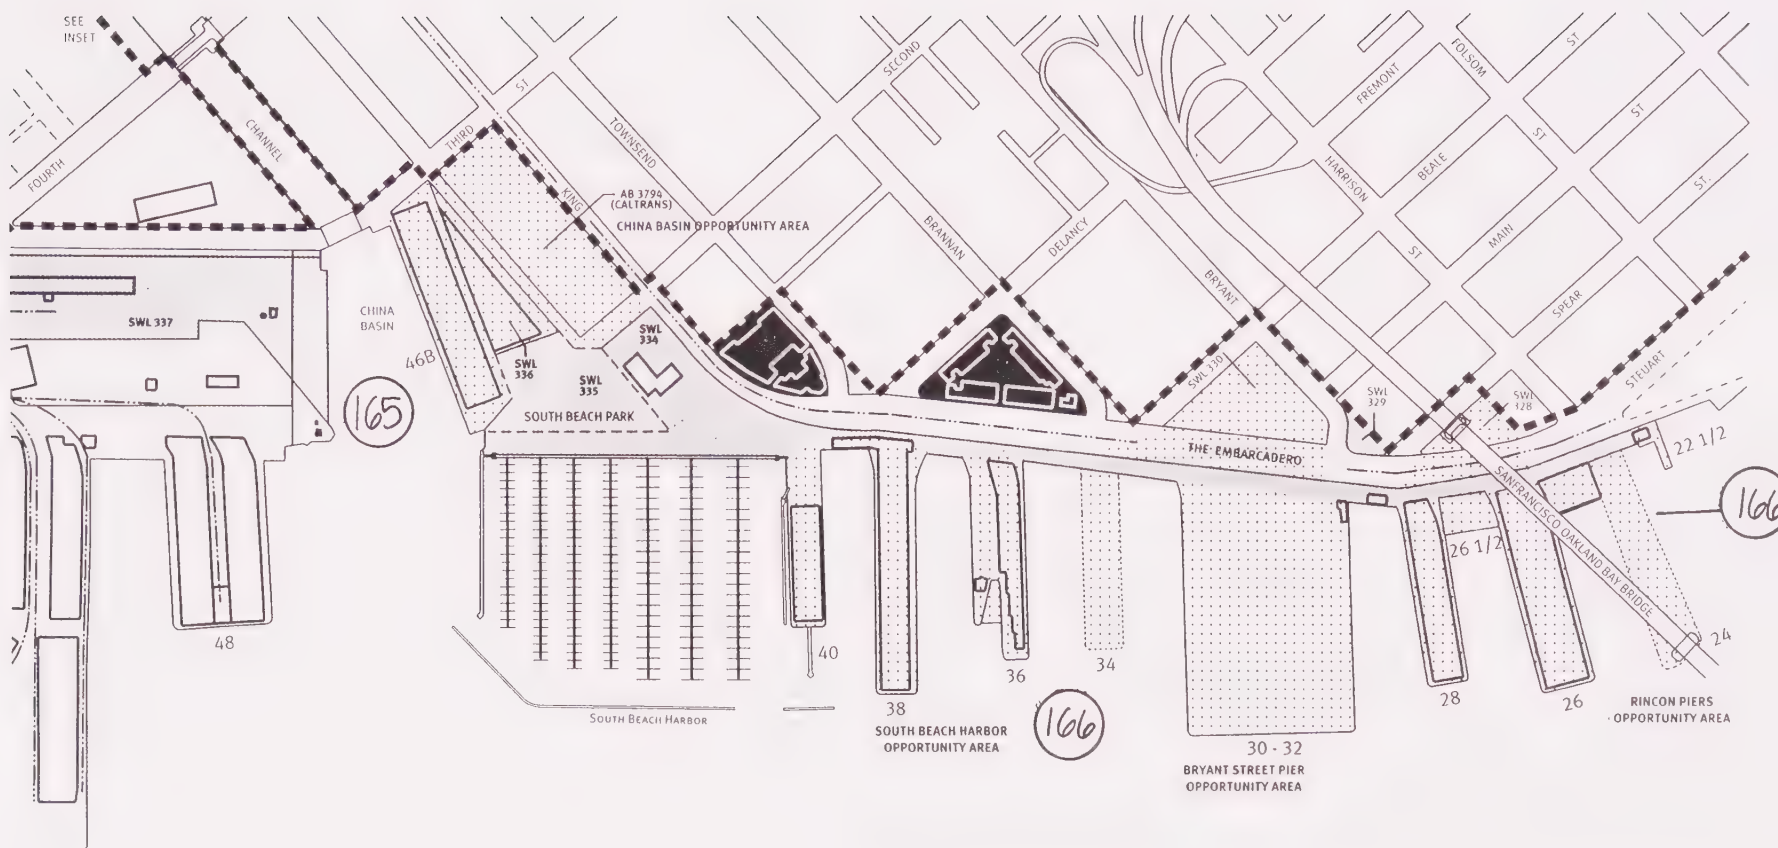 SEE
INSET
FOURTH
CHANNEL
THIRD
ST
TOWNSEND
KING
AB 3794
(CALTRANS)
CHINA BASIN OPPORTUNITY AREA
SECOND
BRANNAN
DELANCY
BRYANT
FREMONT
FOLSOM
ST
HARRISON
BEALE
ST
ST
ST
MAIN
ST.
SPEAR
STEUART
SWL 337
CHINA
BASIN
46B
SWL
336
SWL
335
SWL
334
SOUTH BEACH PARK
165
SWL 330
SWL
329
SWL
328
THE EMBARCADERO
SANFRANCISCO OAKLAND BAY BRIDGE
22 1/2
166
26 1/2
48
40
38
36
34
30 - 32
28
26
24
SOUTH BEACH HARBOR
SOUTH BEACH HARBOR
OPPORTUNITY AREA
166
BRYANT STREET PIER
OPPORTUNITY AREA
RINCON PIERS
OPPORTUNITY AREA